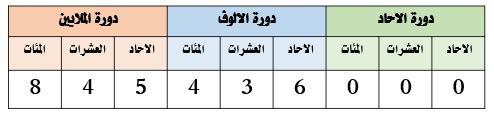 دورة الاحاد دورة الالوف دورة الملايين
الاحاد العشرات المئات الاحاد العشرات المئات الاحاد العشرات المئات
0 0 0 6 3 4 5 4 8